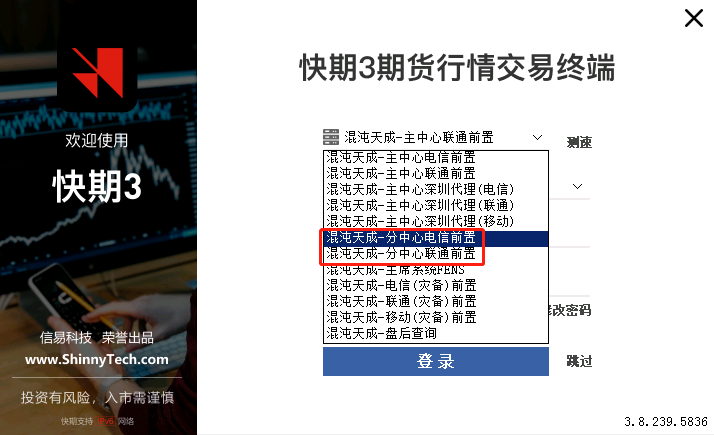 快期3期货行情交易终端
欢迎使用
快期3
混沌天成-主中心联通前置
测速
混沌天成-主中心电信前置
混沌天成-主中心联通前置
混沌天成-主中心深圳代理(电信)
混沌天成-主中心深圳代理(联通)
混沌天成-主中心深圳代理(移动)
混沌天成-分中心电信前置
混沌天成-分中心联通前置
混沌天成-主席系统FENS
混沌天成-电信(灾备)前置
混沌天成-联通(灾备)前置
混沌天成-移动(灾备)前置
改密码
混沌天成-盘后查询
登录
跳过
信易科技 荣誉出品
www.ShinnyTech.com
投资有风险，入市需谨慎
快期支持 IPv6 网络
3.8.239.5836